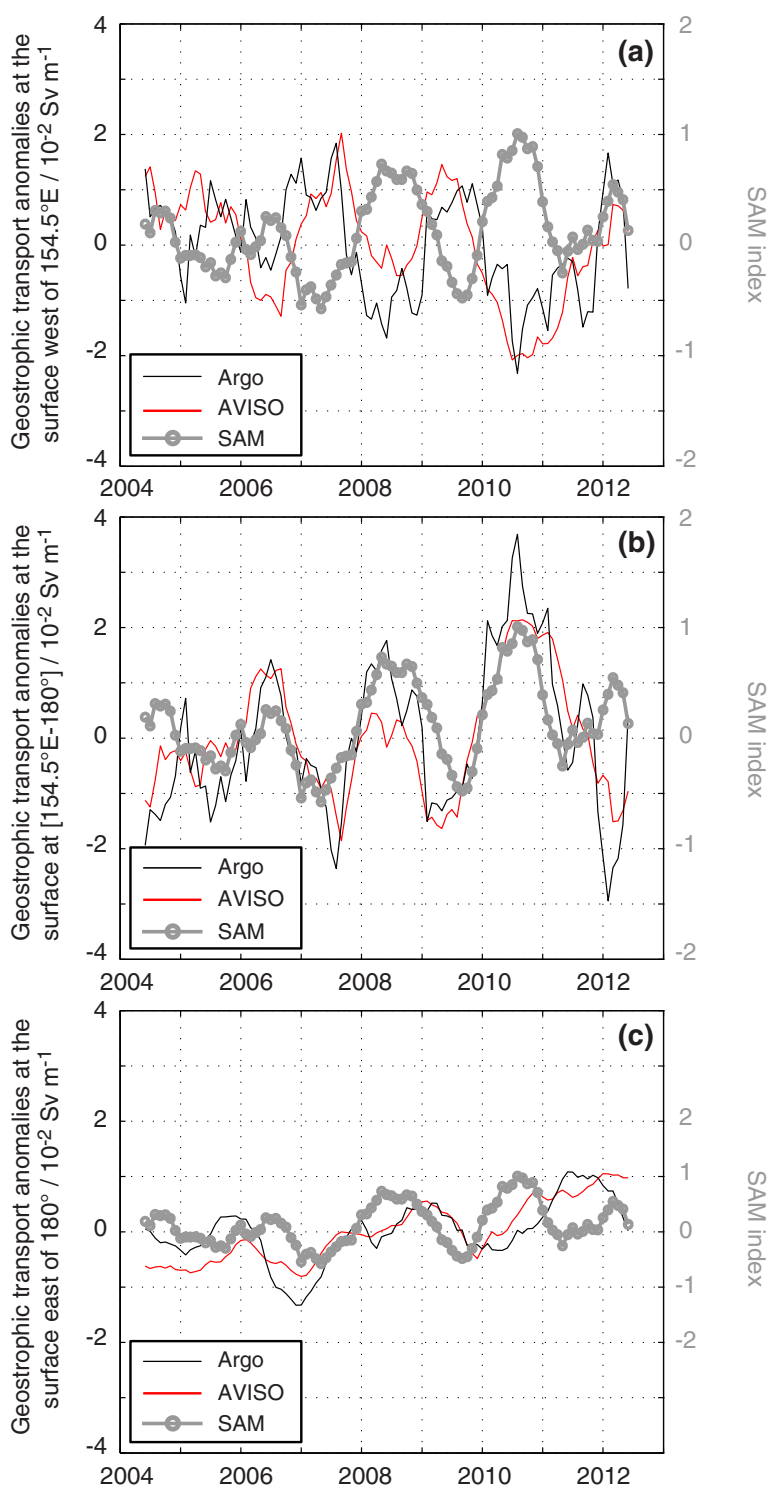 Geostrophic transport anomalies at the
surface west of 154.5°E / 10-2 Sv m-1
4
2
0
-2
-4
(a)
2
1
0
-1
-2
SAM index
Argo
AVISO
SAM
2004 2006 2008 2010 2012
Geostrophic transport anomalies at the
surface at [154.5°E-180°] / 10-2 Sv m-1
4
2
0
-2
-4
(b)
2
1
0
-1
-2
SAM index
Argo
AVISO
SAM
2004 2006 2008 2010 2012
Geostrophic transport anomalies at the
surface east of 180° / 10-2 Sv m-1
4
2
0
-2
-4
(c)
2
1
0
-1
-2
SAM index
Argo
AVISO
SAM
2004 2006 2008 2010 2012